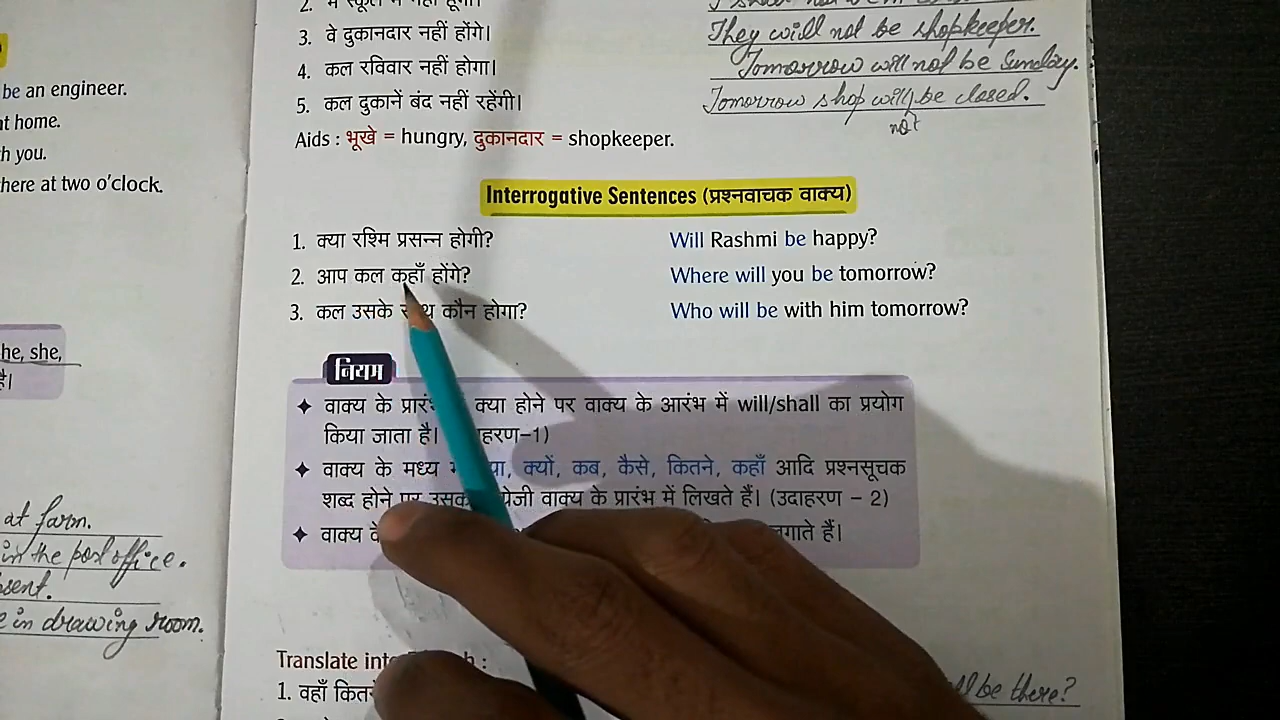 be an engineer.
at home.
h you.
here at two o'clock.
he, she,
है।
at farm.
in the post office.
sent.
e in drawing room.
2.
3. वे दुकानदार नहीं होंगे। They will not be shopkeeper.
4. कल रविवार नहीं होगा। Tomorrow will not be Sunday.
5. कल दुकानें बंद नहीं रहेंगी। Tomorrow shop will be closed.
not
Aids : भूखे = hungry, दुकानदार = shopkeeper.
Interrogative Sentences (प्रश्नवाचक वाक्य)
1. क्या रश्मि प्रसन्न होगी? Will Rashmi be happy?
2. आप कल कहाँ होंगे? Where will you be tomorrow?
3. कल उसके कौन होगा? Who will be with him tomorrow?
नियम
वाक्य के क्या होने पर वाक्य के आरंभ में will/shall का प्रयोग
किया जाता है। हरण-1)
वाक्य के मध्य क्यों, कब, कैसे, कितने, कहाँ आदि प्रश्नसूचक
शब्द होने पर वाक्य के प्रारंभ में लिखते हैं। (उदाहरण - 2)
वाक्य लगाते हैं।
Translate into :
1. वहाँ be there?